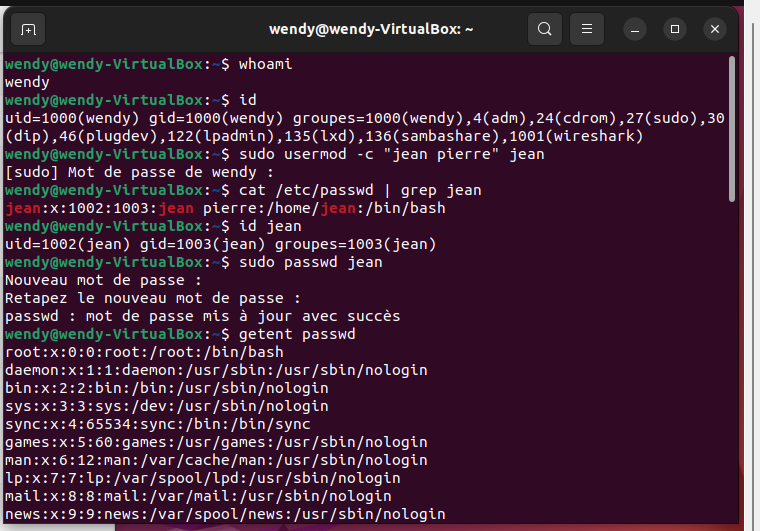 wendy@wendy-VirtualBox: ~
wendy@wendy-VirtualBox:~$ whoami
wendy
wendy@wendy-VirtualBox:~$ id
uid=1000(wendy) gid=1000(wendy) groupes=1000(wendy),4(adm),24(cdrom),27(sudo),30
(dip),46(plugdev),122(lpadmin),135(lxd),136(sambashare),1001(wireshark)
wendy@wendy-VirtualBox:~$ sudo usermod -c "jean pierre" jean
[sudo] Mot de passe de wendy :
wendy@wendy-VirtualBox:~$ cat /etc/passwd | grep jean
jean:x:1002:1003:jean pierre:/home/jean:/bin/bash
wendy@wendy-VirtualBox:~$ id jean
uid=1002(jean) gid=1003(jean) groupes=1003(jean)
wendy@wendy-VirtualBox:~$ sudo passwd jean
Nouveau mot de passe :
Retapez le nouveau mot de passe :
passwd : mot de passe mis à jour avec succès
wendy@wendy-VirtualBox:~$ getent passwd
root:x:0:0:root:/root:/bin/bash
daemon:x:1:1:daemon:/usr/sbin:/usr/sbin/nologin
bin:x:2:2:bin:/bin:/usr/sbin/nologin
sys:x:3:3:sys:/dev:/usr/sbin/nologin
sync:x:4:65534:sync:/bin:/bin/sync
games:x:5:60:games:/usr/games:/usr/sbin/nologin
man:x:6:12:man:/var/cache/man:/usr/sbin/nologin
lp:x:7:7:lp:/var/spool/lpd:/usr/sbin/nologin
mail:x:8:8:mail:/var/mail:/usr/sbin/nologin
news:x:9:9:news:/var/spool/news:/usr/sbin/nologin